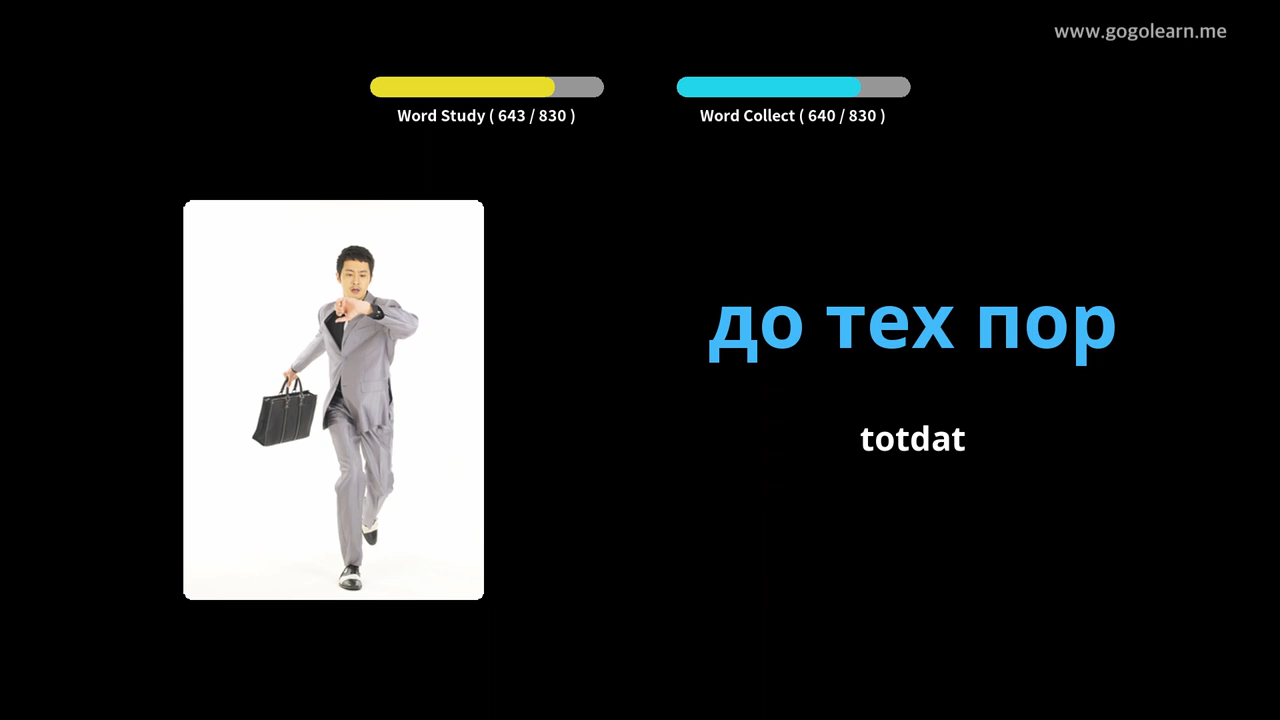 www.gogolearn.me
Word Study ( 643 / 830 )
Word Collect ( 640 / 830 )
до тех пор
totdat